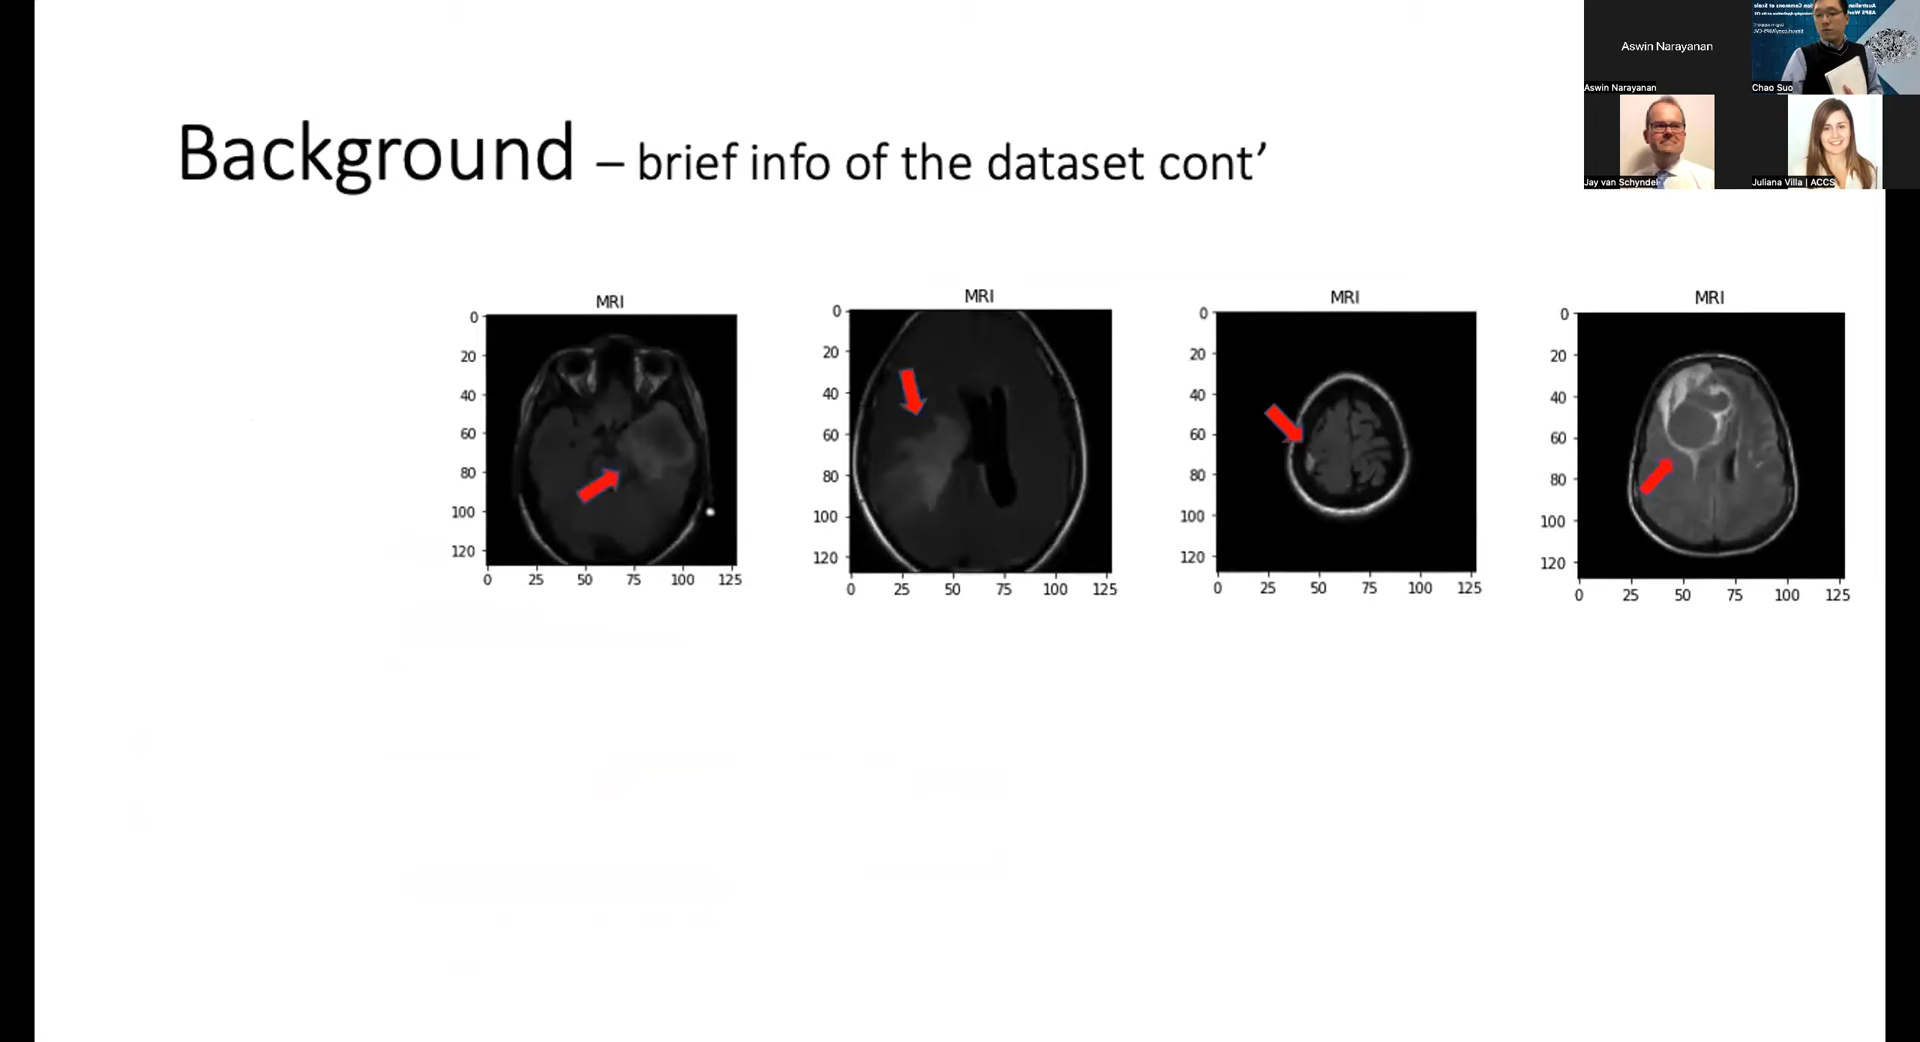 Aswin Narayanan
Aswin Narayanan
Chao Suo
Jay van Schyndel
Juliana Villa | ACCS
Background – brief info of the dataset cont’
MRI
0
20
40
60
80
100
120
0 25 50 75 100 125
MRI
0
20
40
60
80
100
120
0 25 50 75 100 125
MRI
0
20
40
60
80
100
120
0 25 50 75 100 125
MRI
0
20
40
60
80
100
120
0 25 50 75 100 125